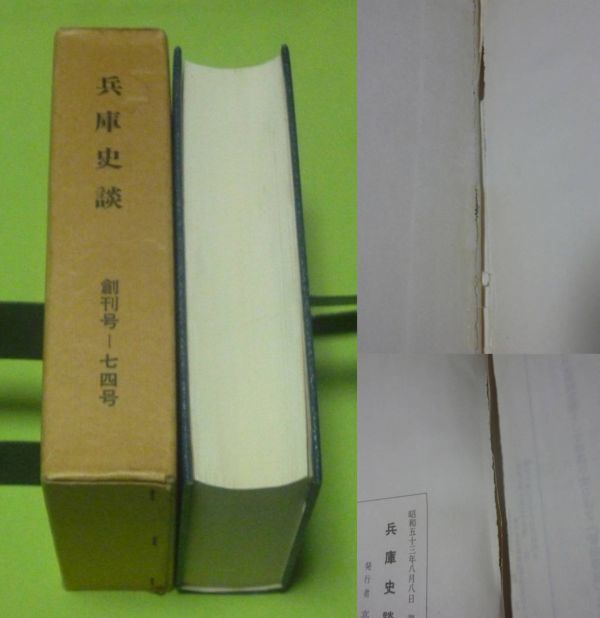 兵庫史談
創刊号ー七四号
昭和五十三年八月八日
兵庫史談
発行者